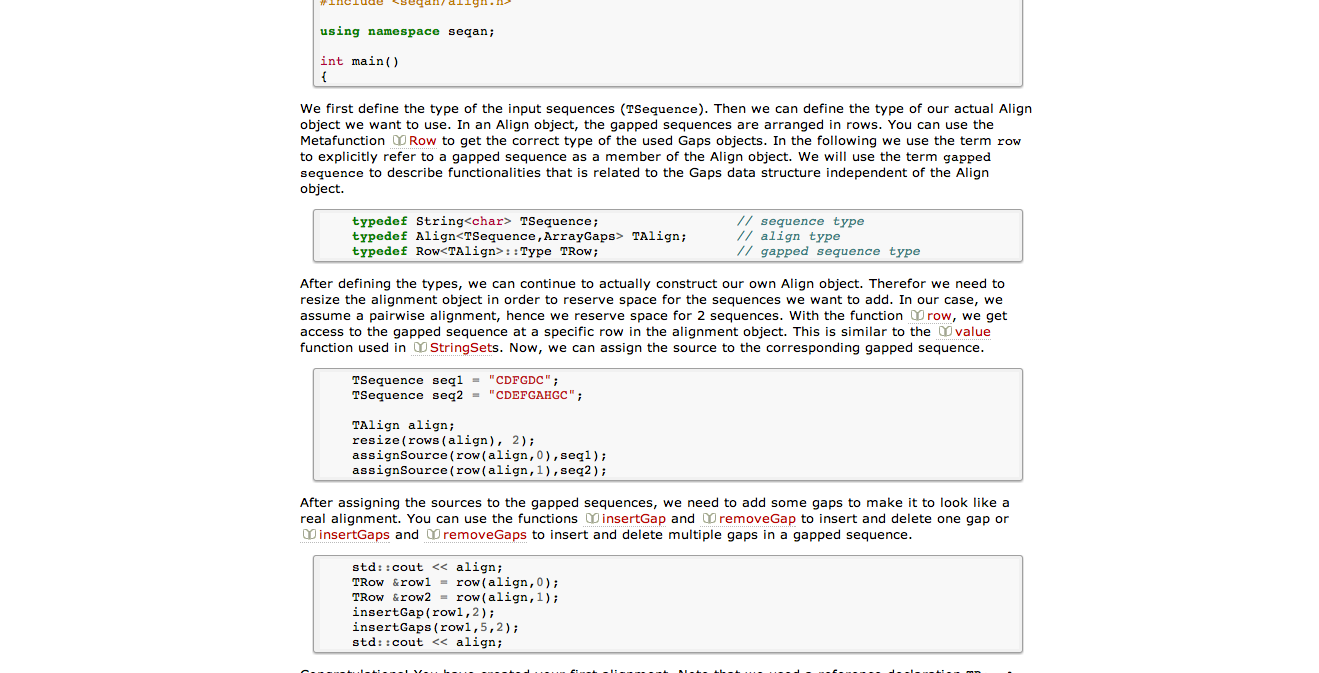 #include <seqan/align.h>
using namespace seqan;
int main()
{
We first define the type of the input sequences (TSequence). Then we can define the type of our actual Align
object we want to use. In an Align object, the gapped sequences are arranged in rows. You can use the
Metafunction Row to get the correct type of the used Gaps objects. In the following we use the term row
to explicitly refer to a gapped sequence as a member of the Align object. We will use the term gapped
sequence to describe functionalities that is related to the Gaps data structure independent of the Align
object.
typedef String<char> TSequence; // sequence type
typedef Align<TSequence,ArrayGaps> TAlign; // align type
typedef Row<TAlign>::Type TRow; // gapped sequence type
After defining the types, we can continue to actually construct our own Align object. Therefor we need to
resize the alignment object in order to reserve space for the sequences we want to add. In our case, we
assume a pairwise alignment, hence we reserve space for 2 sequences. With the function row, we get
access to the gapped sequence at a specific row in the alignment object. This is similar to the value
function used in StringSets. Now, we can assign the source to the corresponding gapped sequence.
TSequence seq1 = "CDFGDC";
TSequence seq2 = "CDEFGAHGC";
TAlign align;
resize(rows(align), 2);
assignSource(row(align,0),seq1);
assignSource(row(align,1),seq2);
After assigning the sources to the gapped sequences, we need to add some gaps to make it to look like a
real alignment. You can use the functions insertGap and removeGap to insert and delete one gap or
insertGaps and removeGaps to insert and delete multiple gaps in a gapped sequence.
std::cout << align;
TRow &row1 = row(align,0);
TRow &row2 = row(align,1);
insertGap(row1,2);
insertGaps(row1,5,2);
std::cout << align;
Congratulations! You have created your first alignment. Note that we used a reference declaration